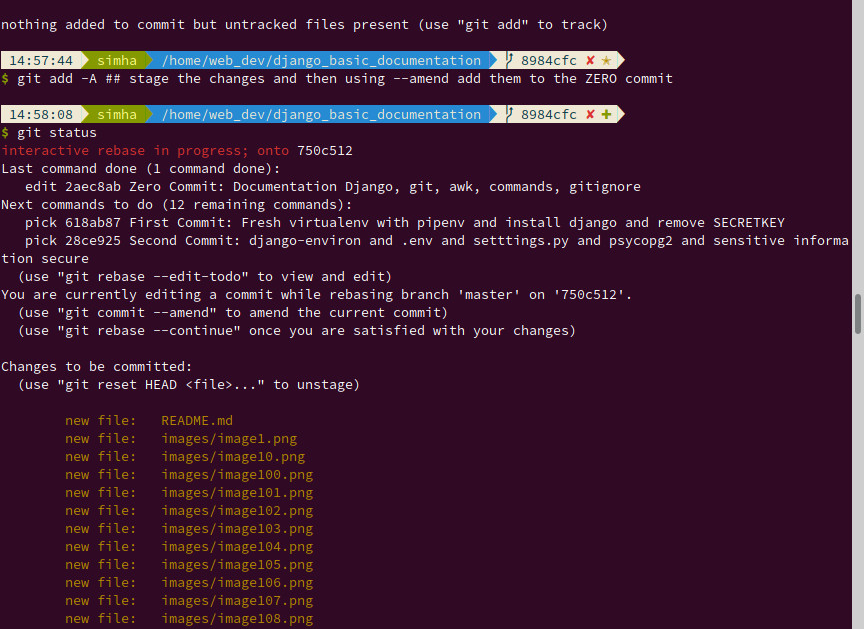 nothing added to commit but untracked files present (use "git add" to track)
14:57:44 simha /home/web_dev/django_basic_documentation 8984cfc ✘ ✭
$ git add -A ## stage the changes and then using --amend add them to the ZERO commit
14:58:08 simha /home/web_dev/django_basic_documentation 8984cfc ✘ ✚
$ git status
interactive rebase in progress; onto 750c512
Last command done (1 command done):
edit 2aec8ab Zero Commit: Documentation Django, git, awk, commands, gitignore
Next commands to do (12 remaining commands):
pick 618ab87 First Commit: Fresh virtualenv with pipenv and install django and remove SECRETKEY
pick 28ce925 Second Commit: django-environ and .env and setttings.py and psycopg2 and sensitive informa
tion secure
(use "git rebase --edit-todo" to view and edit)
You are currently editing a commit while rebasing branch 'master' on '750c512'.
(use "git commit --amend" to amend the current commit)
(use "git rebase --continue" once you are satisfied with your changes)
Changes to be committed:
(use "git reset HEAD <file>..." to unstage)
new file: README.md
new file: images/image1.png
new file: images/image10.png
new file: images/image100.png
new file: images/image101.png
new file: images/image102.png
new file: images/image103.png
new file: images/image104.png
new file: images/image105.png
new file: images/image106.png
new file: images/image107.png
new file: images/image108.png